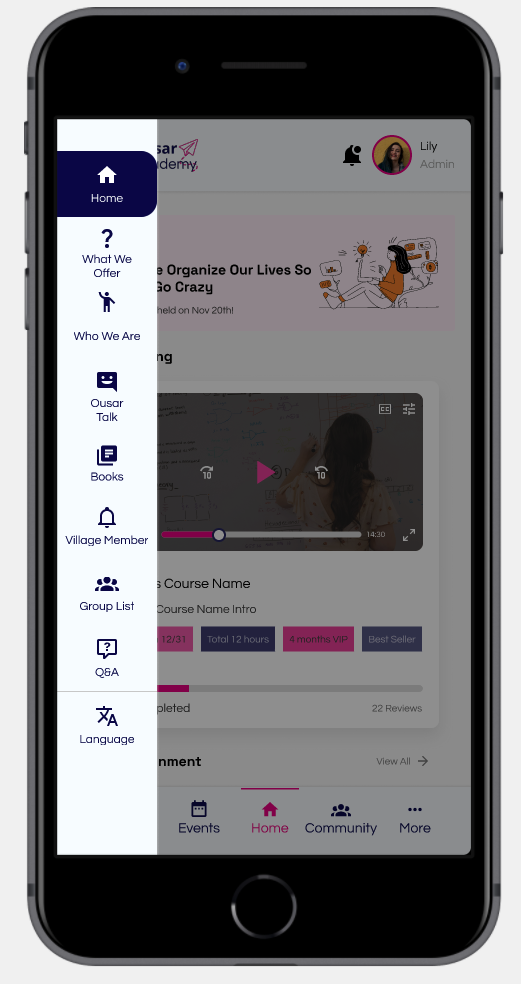 Home
What We
Offer
Who We Are
Ousar
Talk
Books
Village Member
Group List
Q&A
Language
sar
demy
Lily
Admin
e Organize Our Lives So
Go Crazy
held on Nov 20th!
ng
CC
10
10
14:30
s Course Name
Course Name Intro
12/31
Total 12 hours
4 months VIP
Best Seller
pleted
22 Reviews
nment
View All
Events
Home
Community
More